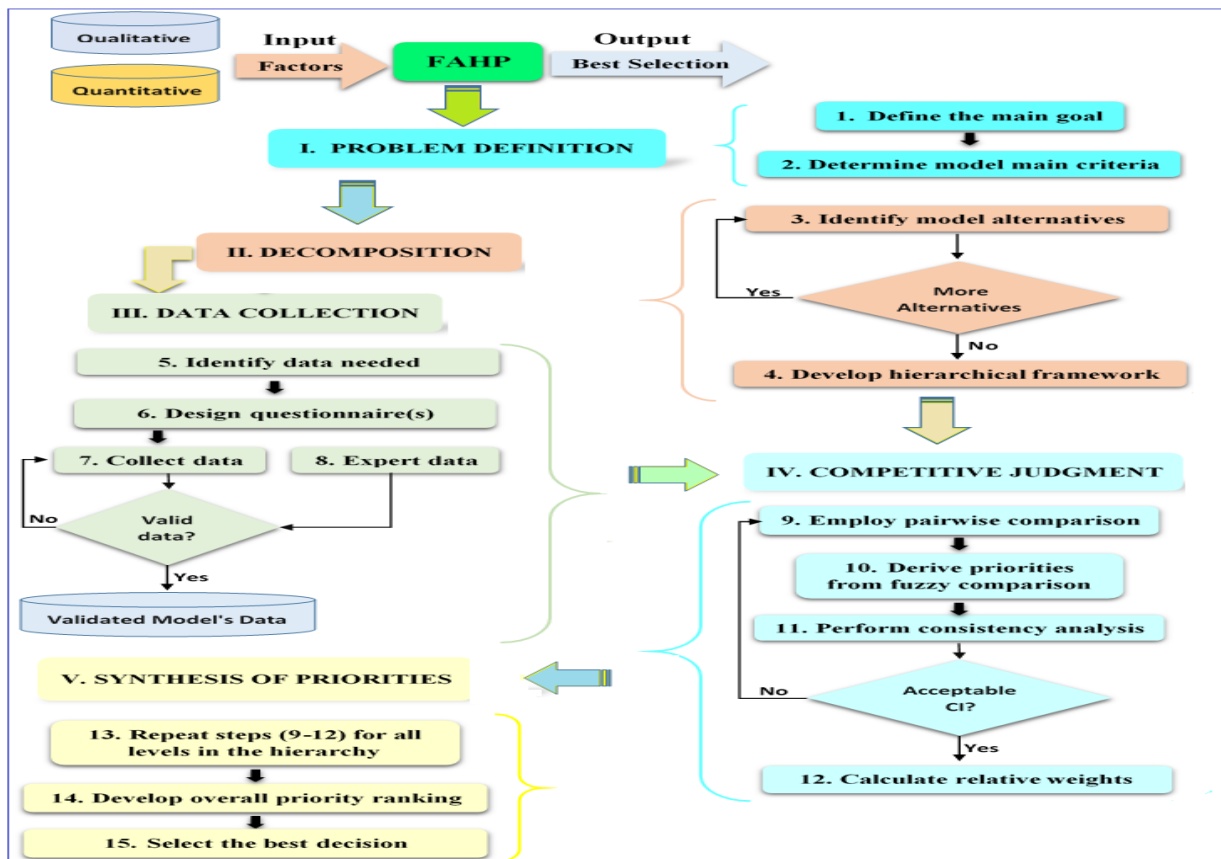 Qualitative
Quantitative
Input
Factors
FAHP
Output
Best Selection
I. PROBLEM DEFINITION
1. Define the main goal
2. Determine model main criteria
II. DECOMPOSITION
3. Identify model alternatives
More
Alternatives
Yes
No
4. Develop hierarchical framework
III. DATA COLLECTION
5. Identify data needed
6. Design questionnaire(s)
7. Collect data
8. Expert data
Valid
data?
No
Yes
Validated Model's Data
IV. COMPETITIVE JUDGMENT
9. Employ pairwise comparison
10. Derive priorities
from fuzzy comparison
11. Perform consistency analysis
Acceptable
CI?
No
Yes
12. Calculate relative weights
V. SYNTHESIS OF PRIORITIES
13. Repeat steps (9-12) for all
levels in the hierarchy
14. Develop overall priority ranking
15. Select the best decision